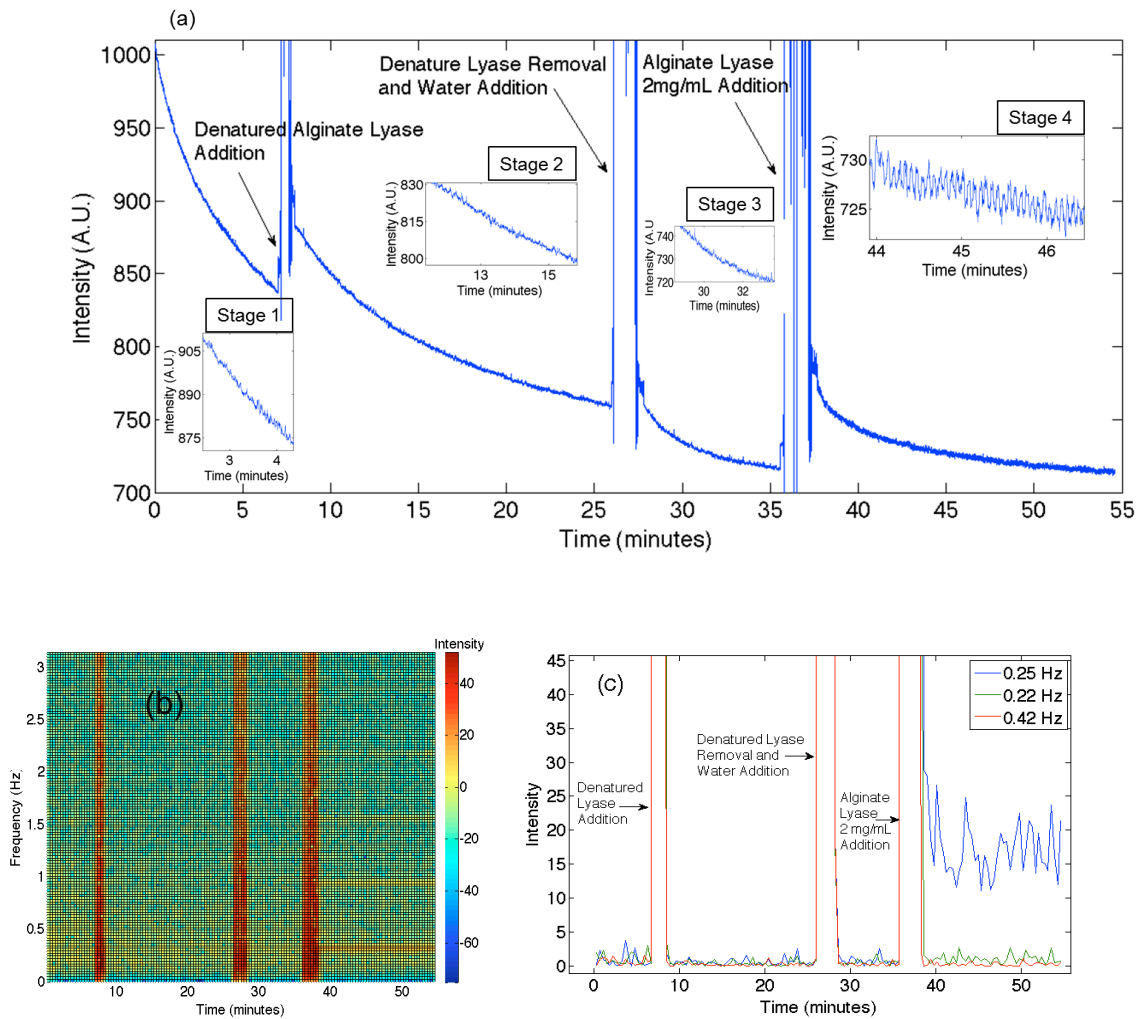 (a)
1000
950
900
850
800
750
700
Intensity (A.U.)
0
5
10
15
20
25
30
35
40
45
50
55
Time (minutes)
Denatured Alginate Lyase
Addition
Denature Lyase Removal
and Water Addition
Alginate Lyase
2mg/mL Addition
Stage 1
905
890
875
Intensity (A.U.)
3
4
Time (minutes)
Stage 2
830
815
800
Intensity (A.U.)
13
15
Time (minutes)
Stage 3
740
720
Intensity (A.U
30
32
Time (minutes)
Stage 4
730
725
Intensity (A.U.)
44
45
46
Time (minutes)
(b)
Intensity
3
2.5
2
1.5
1
0.5
0
Frequency (Hz)
10
20
30
40
50
Time (minutes)
40
20
0
-20
-40
-60
(c)
45
40
35
30
25
20
15
10
5
0
Intensity
0
10
20
30
40
50
Time (minutes)
0.25 Hz
0.22 Hz
0.42 Hz
Denatured
Lyase
Addition
Denatured Lyase
Removal and
Water Addition
Alginate
Lyase
2 mg/mL
Addition